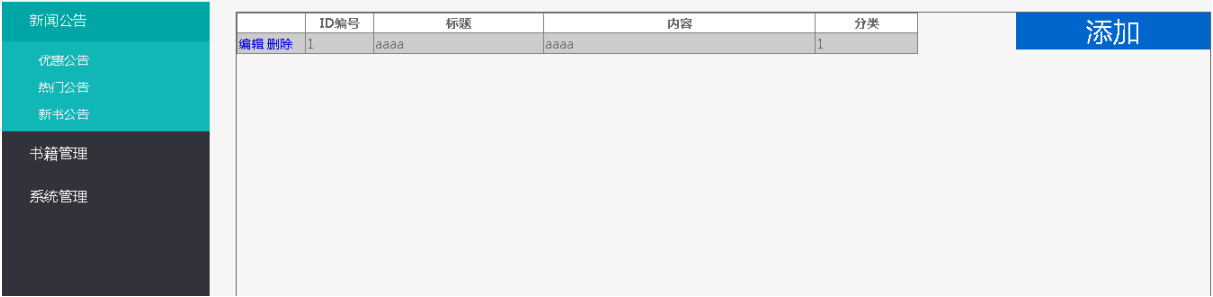 新闻公告
优惠公告
热门公告
新书公告
书籍管理
系统管理
ID编号 标题 内容 分类
编辑 删除 1 aaaa aaaa 1
添加